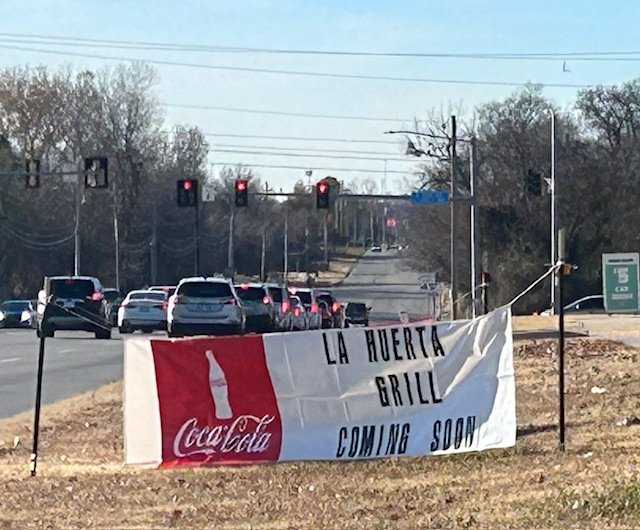 LA HUERTA
GRILL
COMING SOON
Coca-Cola